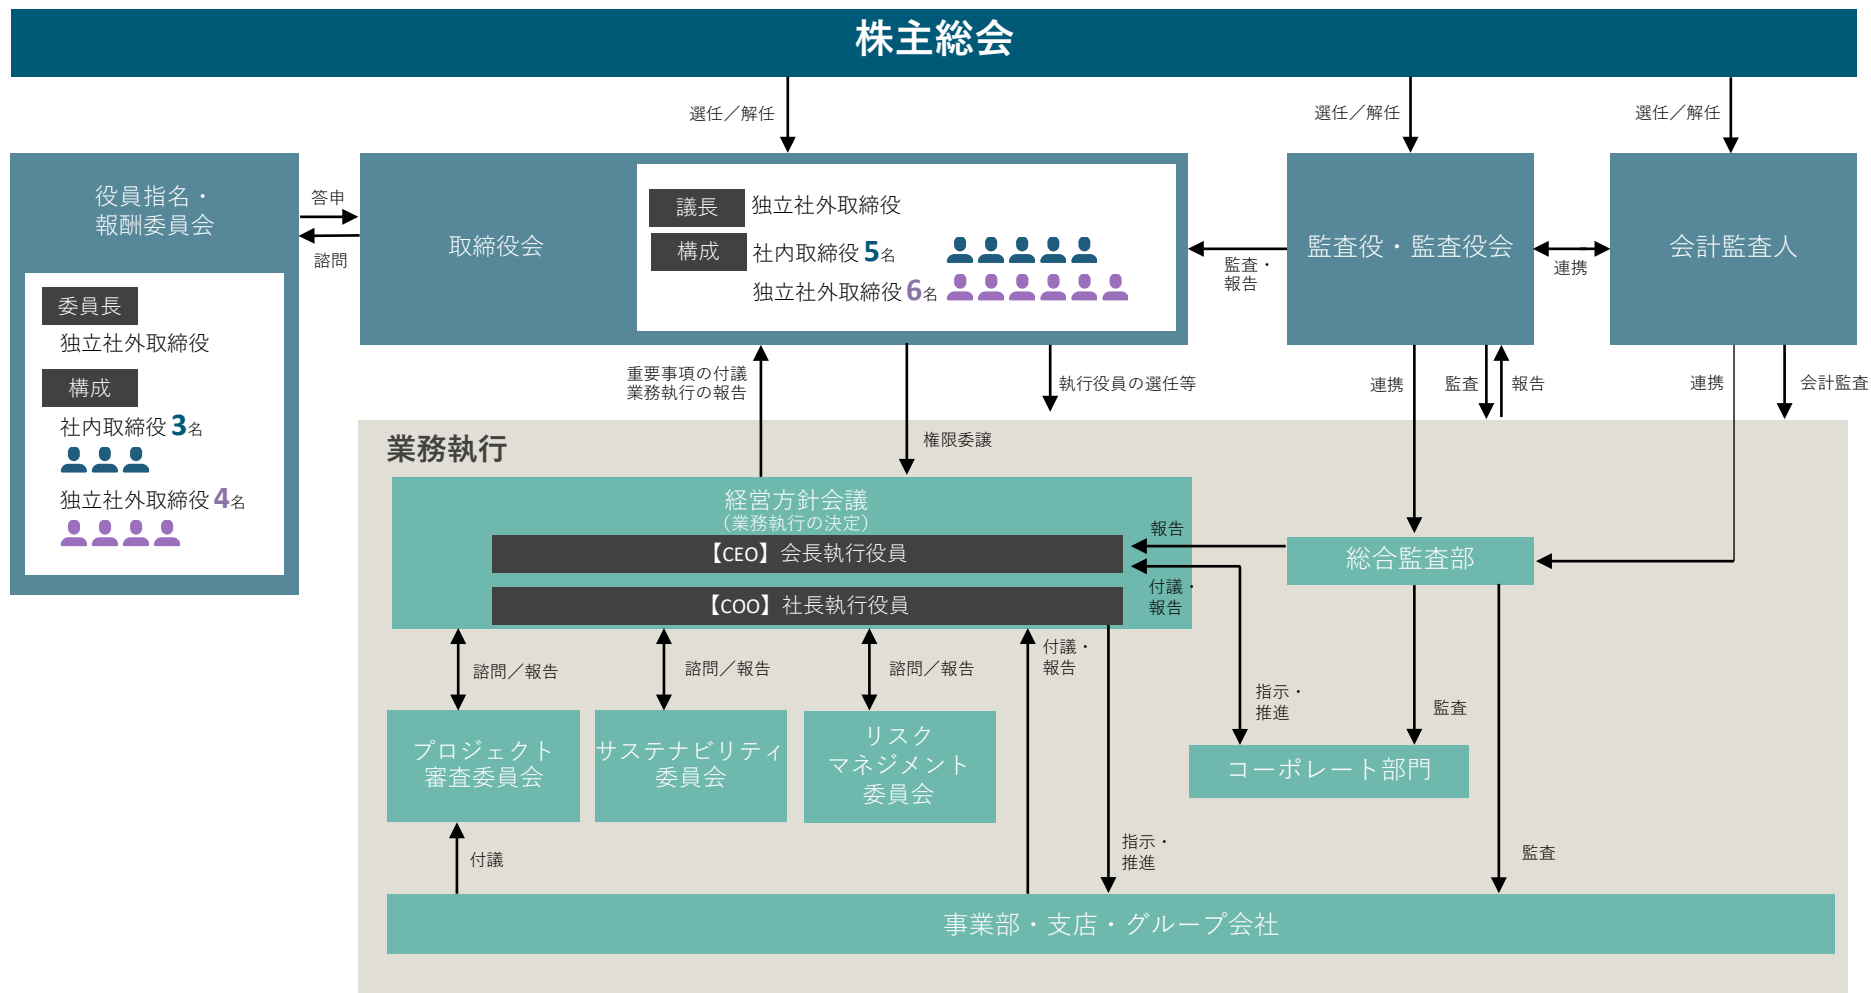 株主総会
選任／解任
選任／解任
選任／解任
役員指名・
報酬委員会
委員長
独立社外取締役
構成
社内取締役3名
独立社外取締役4名
答申
諮問
取締役会
議長
独立社外取締役
構成
社内取締役5名
独立社外取締役6名
監査・
報告
監査役・監査役会
連携
会計監査人
重要事項の付議
業務執行の報告
執行役員の選任等
権限委譲
連携
監査
報告
連携
会計監査
業務執行
経営方針会議
（業務執行の決定）
【CEO】会長執行役員
【COO】社長執行役員
報告
付議・
報告
総合監査部
諮問／報告
諮問／報告
諮問／報告
付議・
報告
指示・
推進
監査
プロジェクト
審査委員会
サステナビリティ
委員会
リスク
マネジメント
委員会
コーポレート部門
付議
指示・
推進
監査
事業部・支店・グループ会社